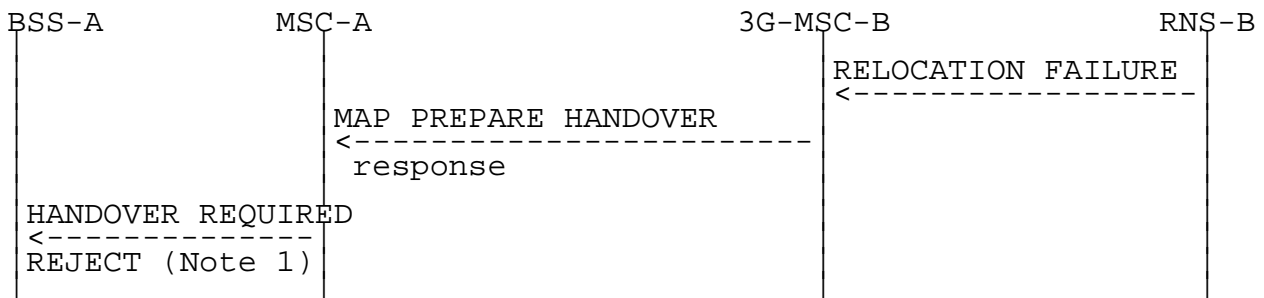 BSS-A MSC-A 3G-MSC-B RNS-B
RELOCATION FAILURE
MAP PREPARE HANDOVER
response
HANDOVER REQUIRED
REJECT (Note 1)